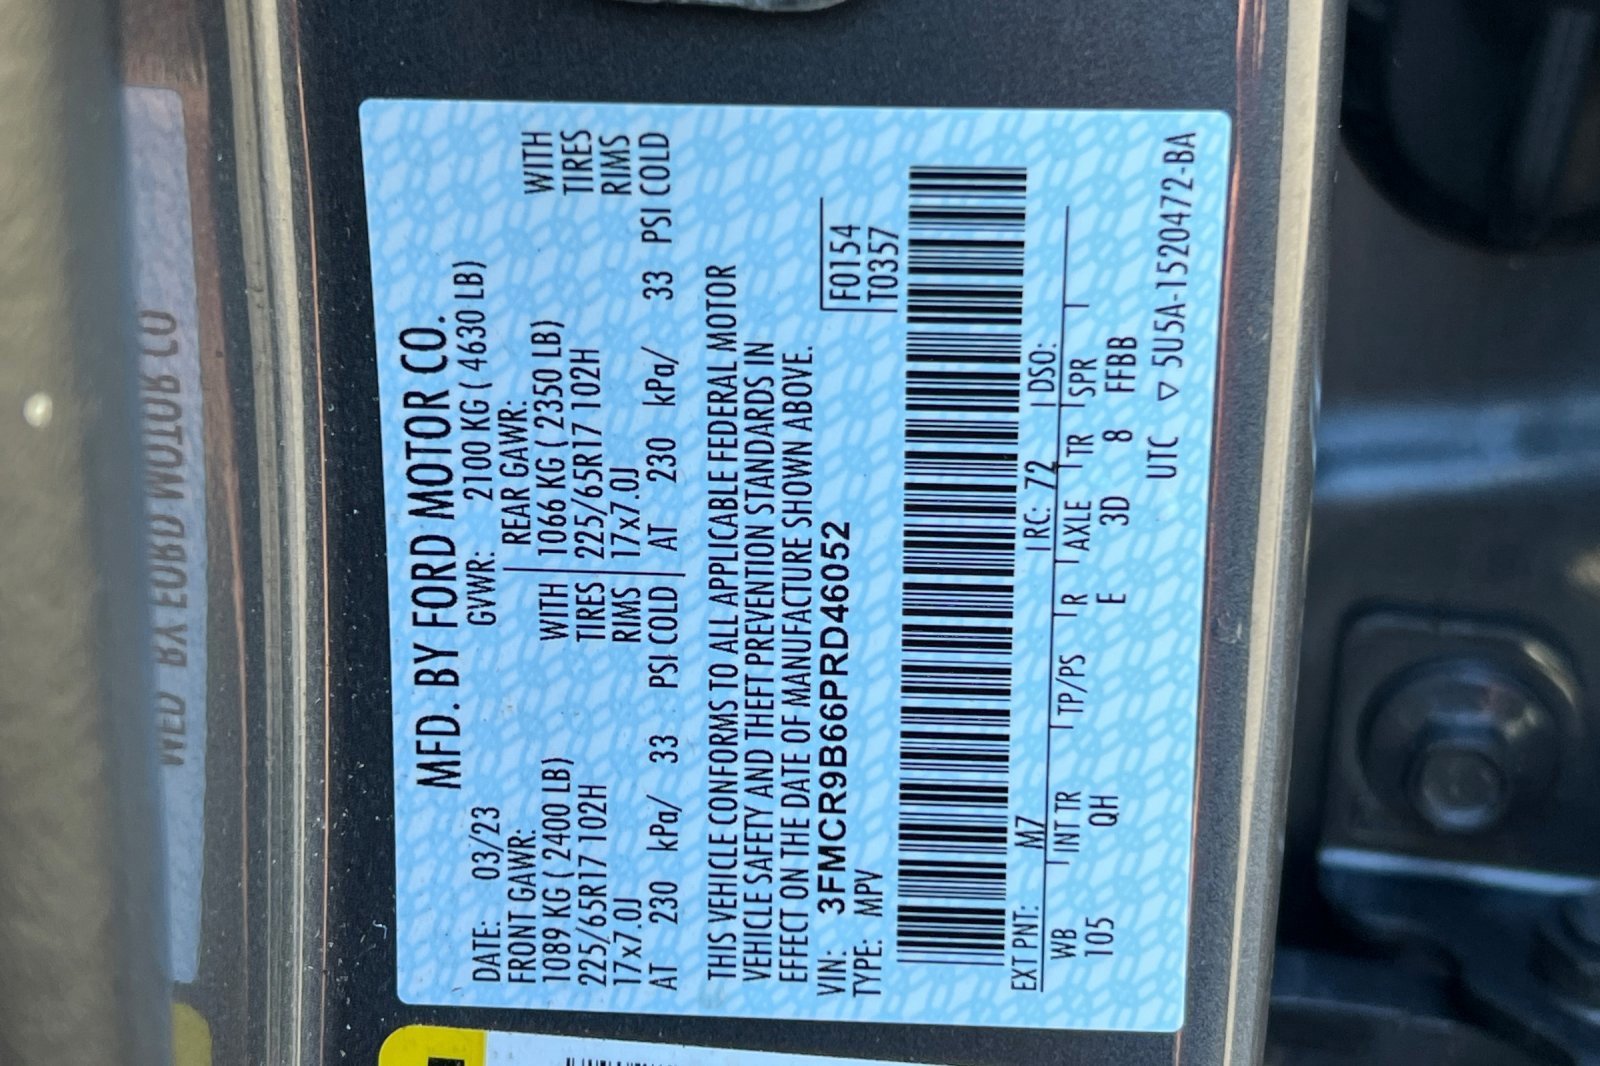 MFD. BY FORD MOTOR CO.
DATE: 03/23 GVWR: 2100 KG ( 4630 LB)
FRONT GAWR: REAR GAWR:
1089 KG ( 2400 LB) WITH 1066 KG ( 2350 LB) WITH
225/65R17 102H TIRES 225/65R17 102H TIRES
17x7.0J RIMS 17x7.0J RIMS
AT 230 kPa/ 33 PSI COLD AT 230 kPa/ 33 PSI COLD
THIS VEHICLE CONFORMS TO ALL APPLICABLE FEDERAL MOTOR
VEHICLE SAFETY AND THEFT PREVENTION STANDARDS IN
EFFECT ON THE DATE OF MANUFACTURE SHOWN ABOVE.
VIN: 3FMCR9B66PRD46052 F0154
TYPE: MPV T0357
EXT PNT: M7 RC: 72 DSO:
WB INT TR TP/PS R AXLE TR SPR
105 QH E 3D 8 FFBB
UTC ▽ 5U5A-1520472-BA
MFD. BY FORD MOTOR CO